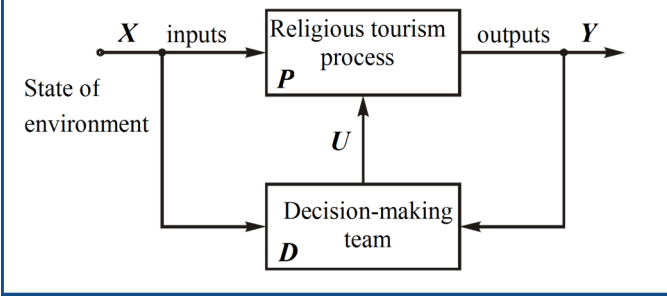 X inputs
Religious tourism
process
P
outputs Y
State of
environment
U
Decision-making
team
D